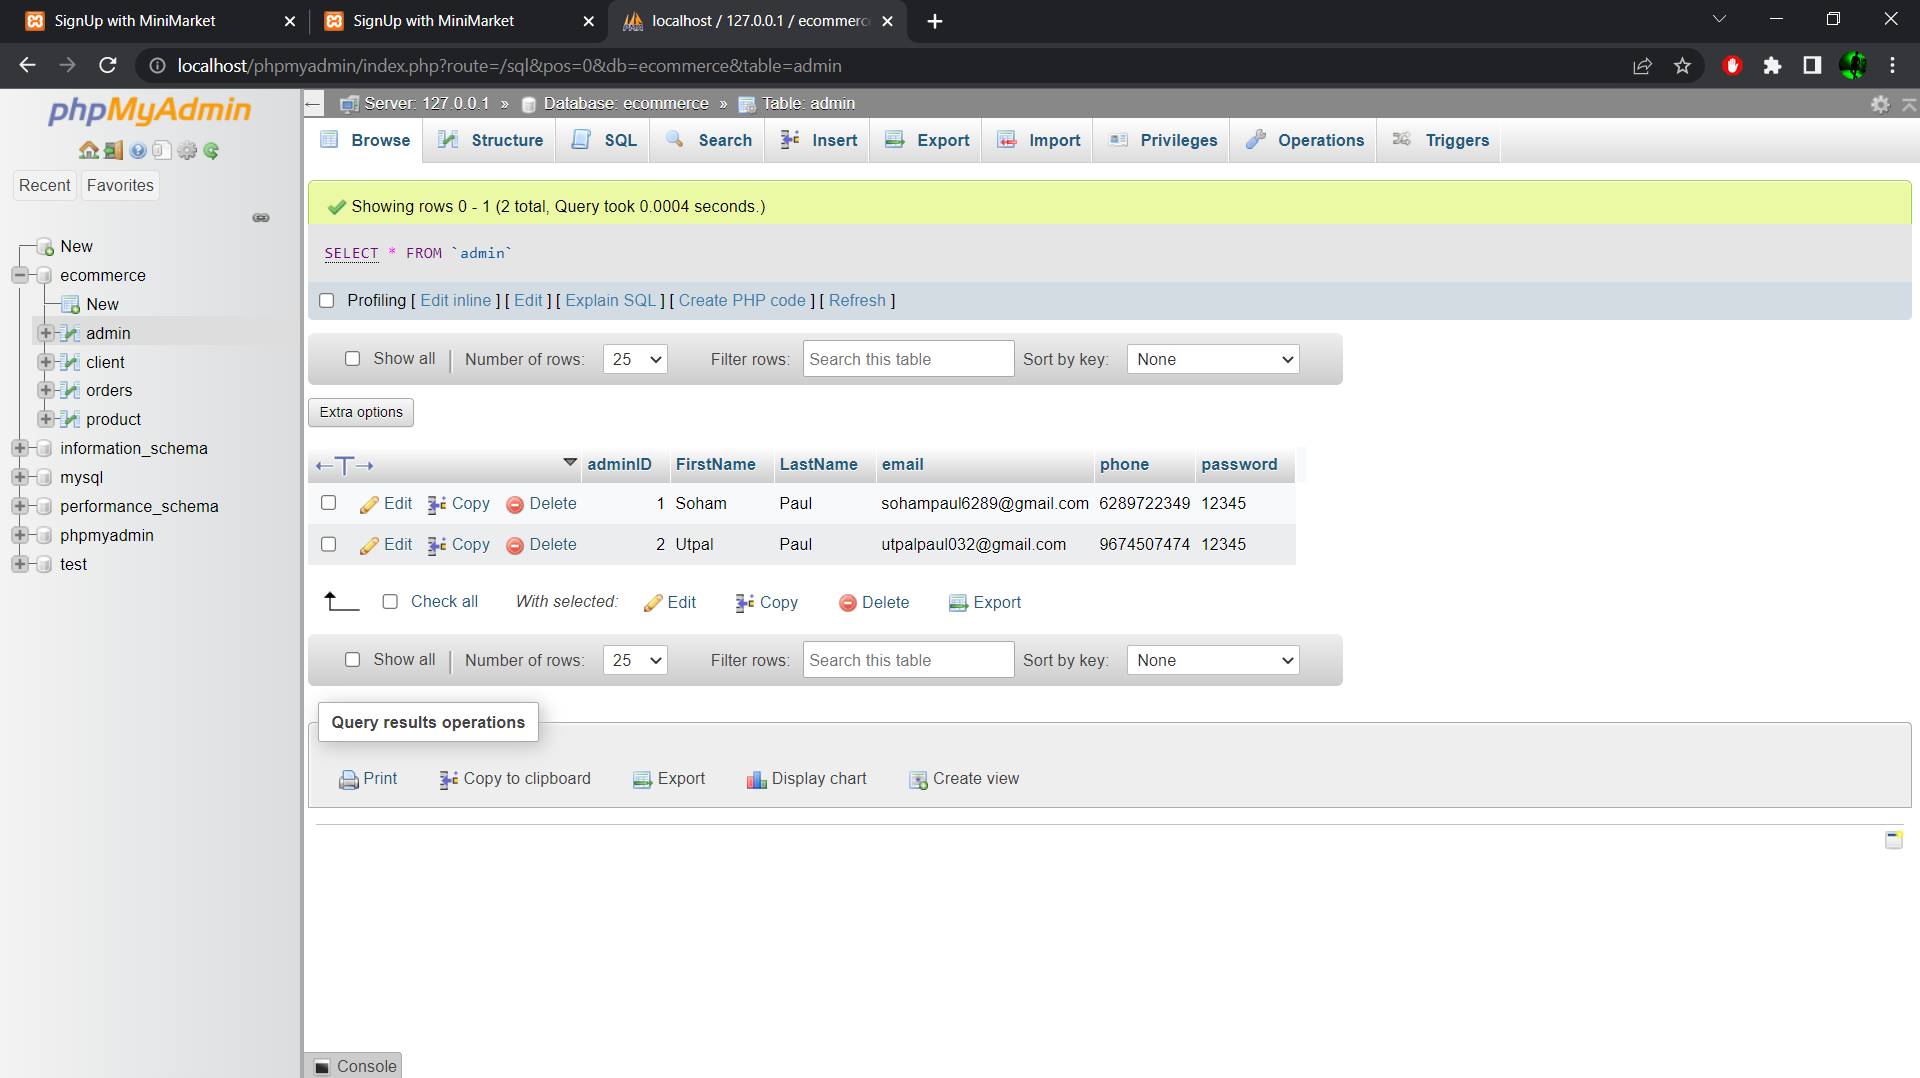 SignUp with MiniMarket
SignUp with MiniMarket
localhost / 127.0.0.1 / ecommerce
localhost/phpmyadmin/index.php?route=/sql&pos=0&db=ecommerce&table=admin
phpMyAdmin
Recent Favorites
New
ecommerce
New
admin
client
orders
product
information_schema
mysql
performance_schema
phpmyadmin
test
Server: 127.0.0.1 » Database: ecommerce » Table: admin
Browse Structure SQL Search Insert Export Import Privileges Operations Triggers
Showing rows 0 - 1 (2 total, Query took 0.0004 seconds.)
SELECT * FROM `admin`
Profiling [ Edit inline ] [ Edit ] [ Explain SQL ] [ Create PHP code ] [ Refresh ]
Show all Number of rows: 25 Filter rows: Search this table Sort by key: None
Extra options
adminID FirstName LastName email phone password
Edit Copy Delete 1 Soham Paul sohampaul6289@gmail.com 6289722349 12345
Edit Copy Delete 2 Utpal Paul utpalpaul032@gmail.com 9674507474 12345
Check all With selected: Edit Copy Delete Export
Show all Number of rows: 25 Filter rows: Search this table Sort by key: None
Query results operations
Print Copy to clipboard Export Display chart Create view
Console